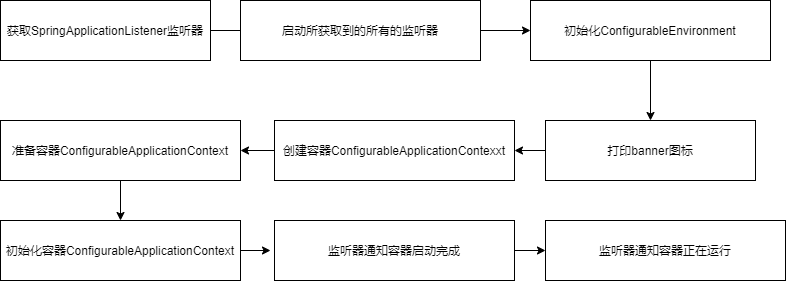 获取SpringApplicationListener监听器
启动所获取到的所有的监听器
初始化ConfigurableEnvironment
准备容器ConfigurableApplicationContext
创建容器ConfigurableApplicationContexxt
打印banner图标
初始化容器ConfigurableApplicationContext
监听器通知容器启动完成
监听器通知容器正在运行